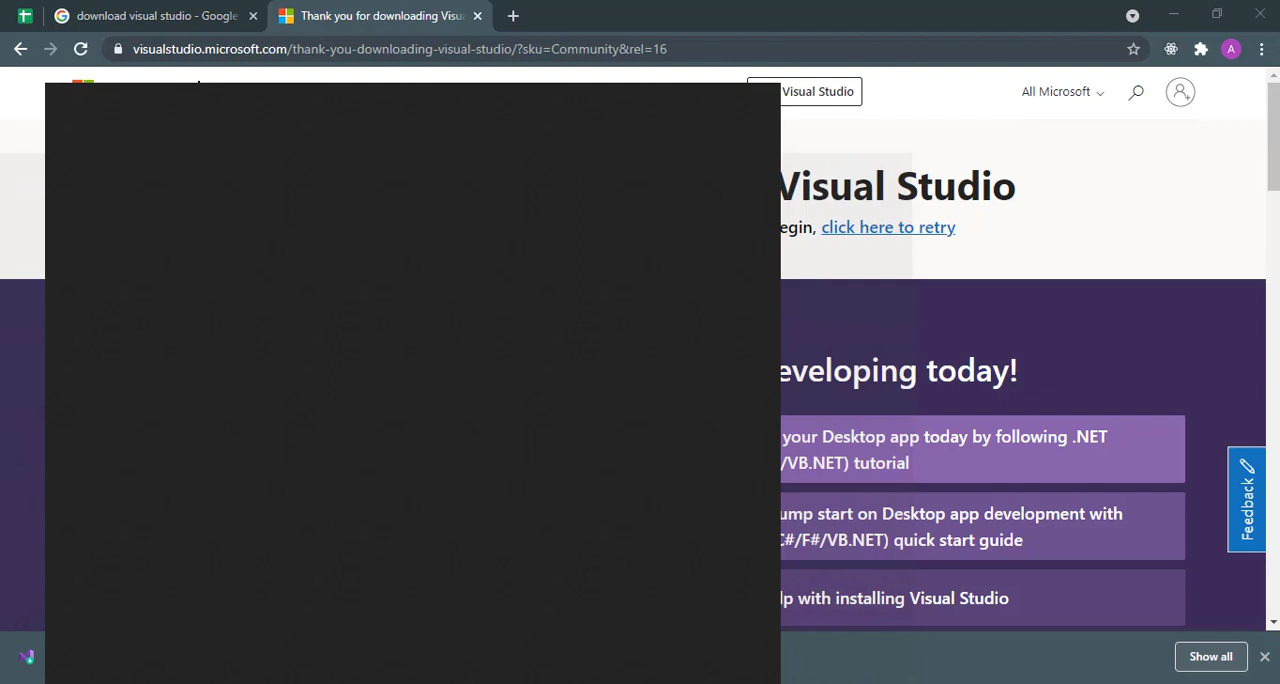 download visual studio - Google
Thank you for downloading Visu
visualstudio.microsoft.com/thank-you-downloading-visual-studio/?sku=Community&rel=16
A
Visual Studio
All Microsoft
Visual Studio
click here to retry
eveloping today!
your Desktop app today by following .NET
/VB.NET) tutorial
ump start on Desktop app development with
C#/F#/VB.NET) quick start guide
lp with installing Visual Studio
Feedback
Show all